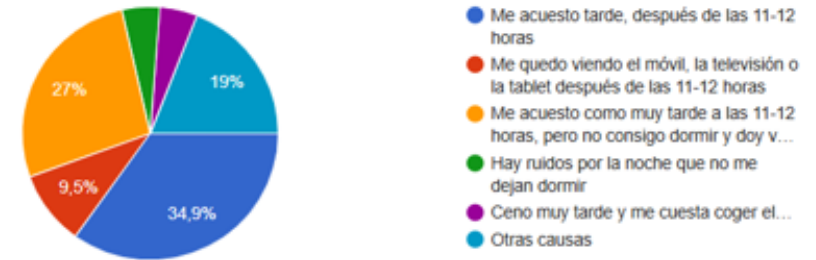 27%
19%
9,5%
34,9%
Me acuesto tarde, después de las 11-12
horas
Me quedo viendo el móvil, la televisión o
la tablet después de las 11-12 horas
Me acuesto como muy tarde a las 11-12
horas, pero no consigo dormir y doy v…
Hay ruidos por la noche que no me
dejan dormir
Ceno muy tarde y me cuesta coger el…
Otras causas